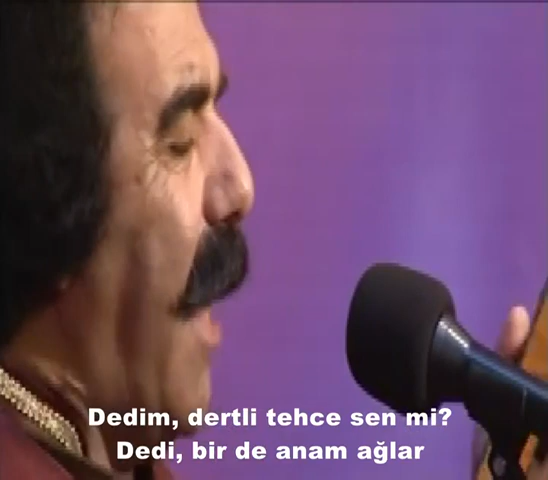 Dedim, dertli tehce sen mi?
Dedi, bir de anam ağlar